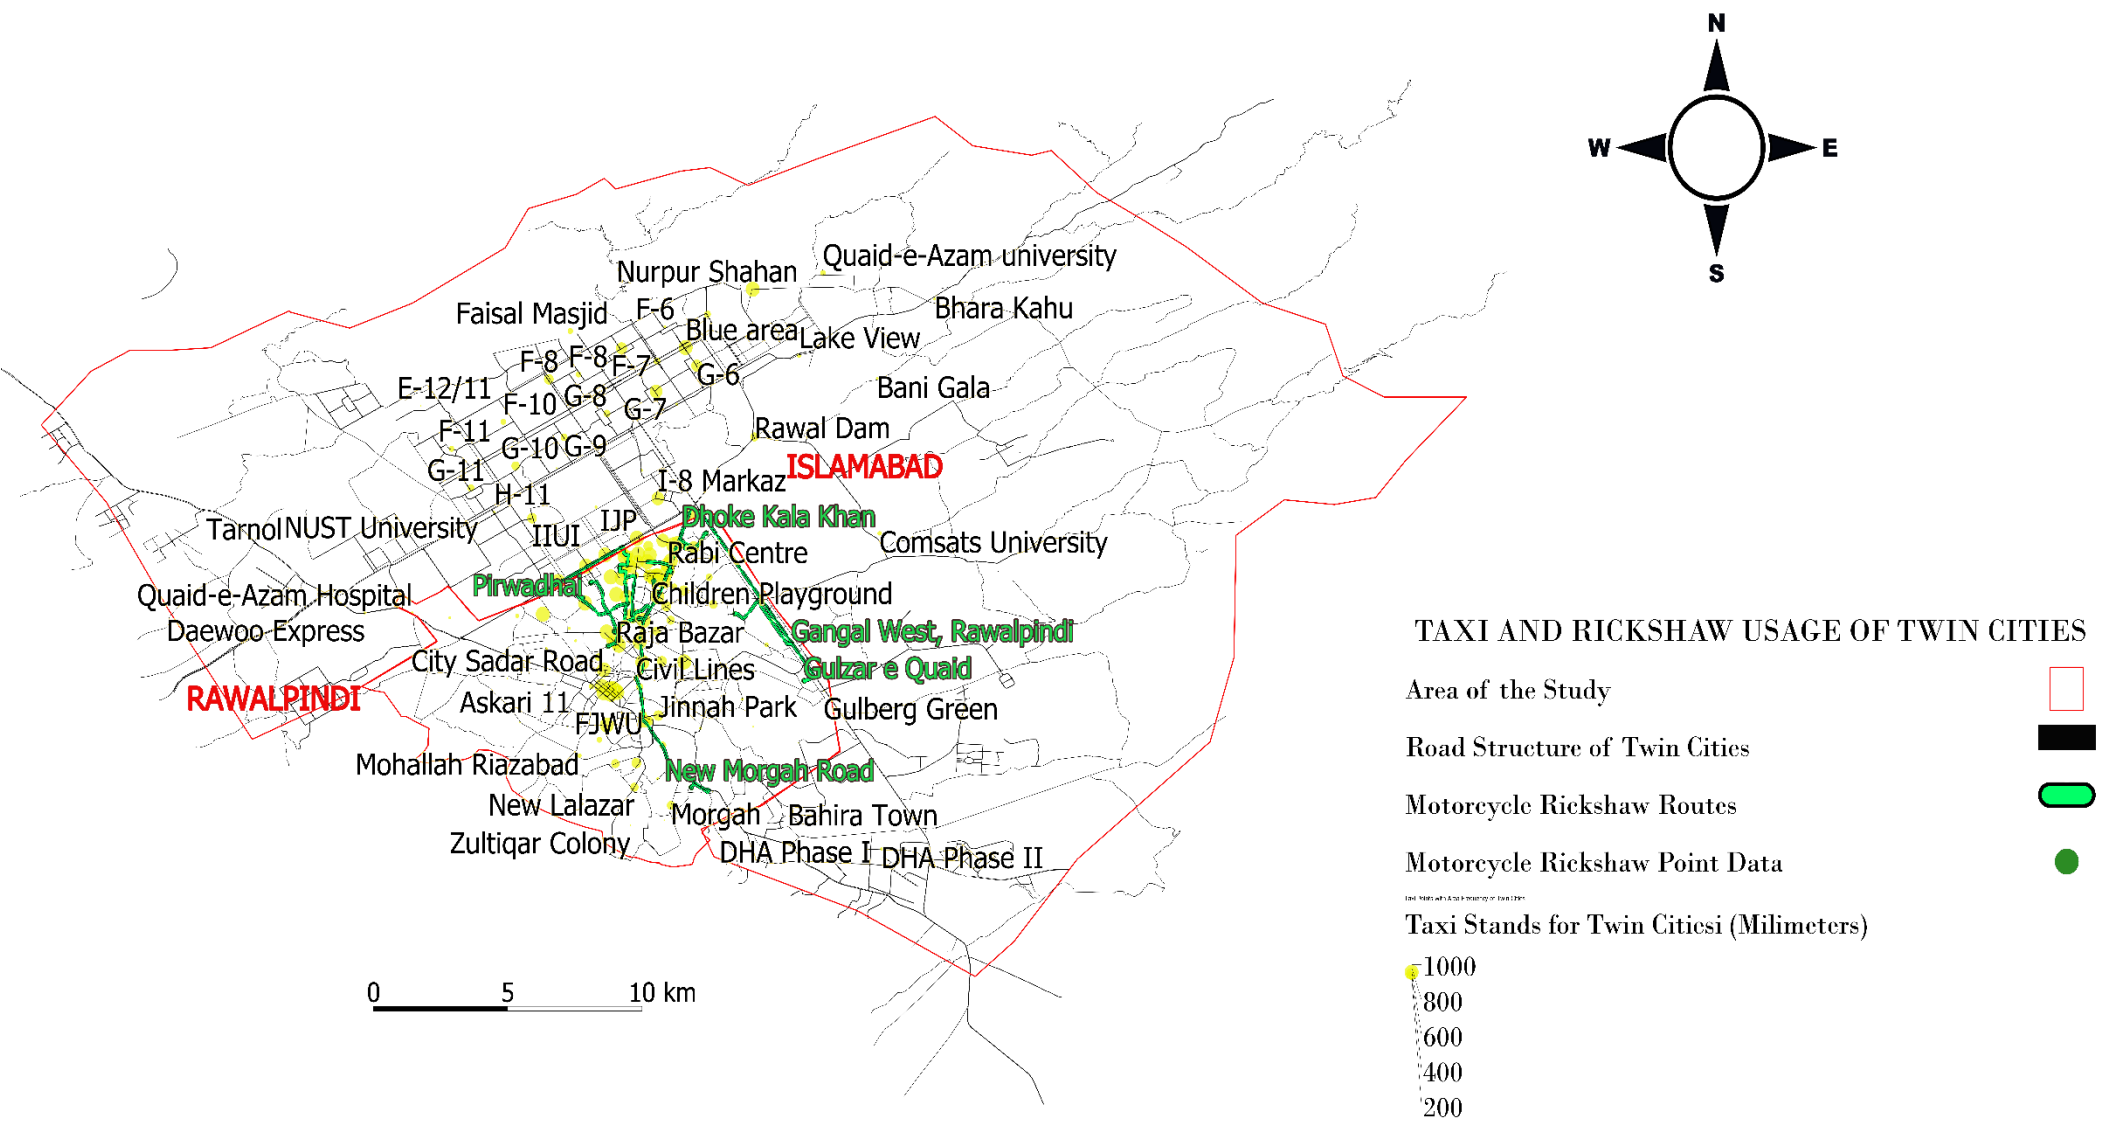 N
W
E
S
Quaid-e-Azam university
Nurpur Shahan
Bhara Kahu
Faisal Masjid
F-6
Blue area
Lake View
F-8
F-8
F-7
G-6
E-12/11
Bani Gala
F-10
G-8
G-7
F-11
Rawal Dam
G-10
G-9
ISLAMABAD
G-11
I-8 Markaz
H-11
IJP
Dhoke Kala Khan
Tarnol
NUST University
IIUI
Comsats University
Rabi Centre
Pirwadhai
Quaid-e-Azam Hospital
Children Playground
Daewoo Express
Raja Bazar
Gangal West, Rawalpindi
City Sadar Road
Civil Lines
Gulzar e Quaid
RAWALPINDI
Askari 11
Jinnah Park
Gulberg Green
FJWU
Mohallah Riazabad
New Morgah Road
New Lalazar
Morgah
Bahira Town
Zultiqar Colony
DHA Phase I
DHA Phase II
0 5 10 km
TAXI AND RICKSHAW USAGE OF TWIN CITIES
Area of the Study
Road Structure of Twin Cities
Motorcycle Rickshaw Routes
Motorcycle Rickshaw Point Data
Taxi Stands for Twin Citiesi (Milimeters)
1000
800
600
400
200